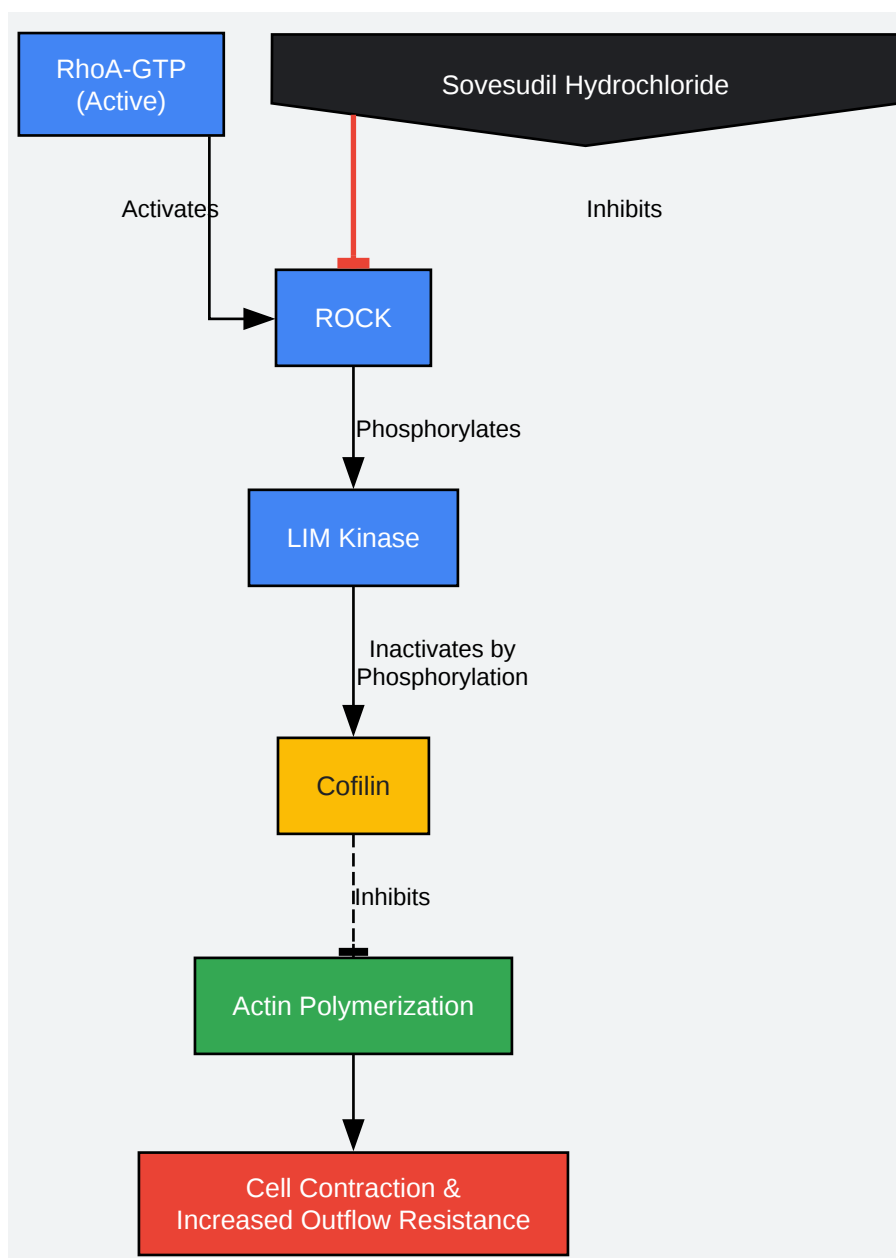 RhoA-GTP
(Active)
Sovesudil Hydrochloride
Activates
Inhibits
ROCK
Phosphorylates
LIM Kinase
Inactivates by
Phosphorylation
Cofilin
Inhibits
Actin Polymerization
Cell Contraction &
Increased Outflow Resistance